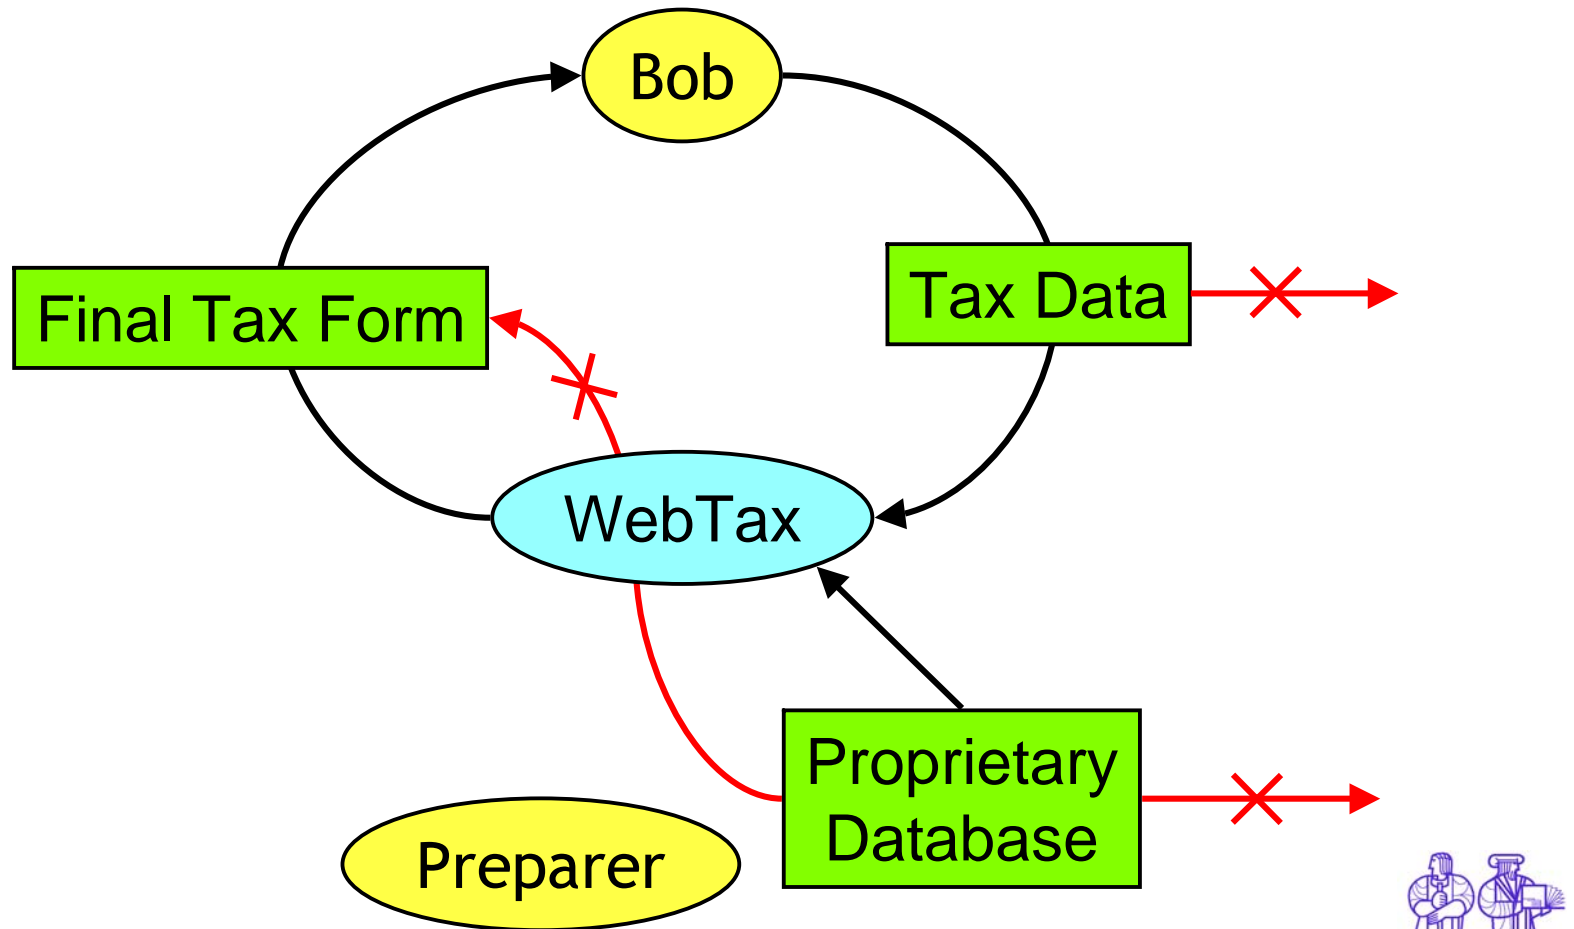 Bob
Final Tax Form
Tax Data
WebTax
Proprietary
Database
Preparer